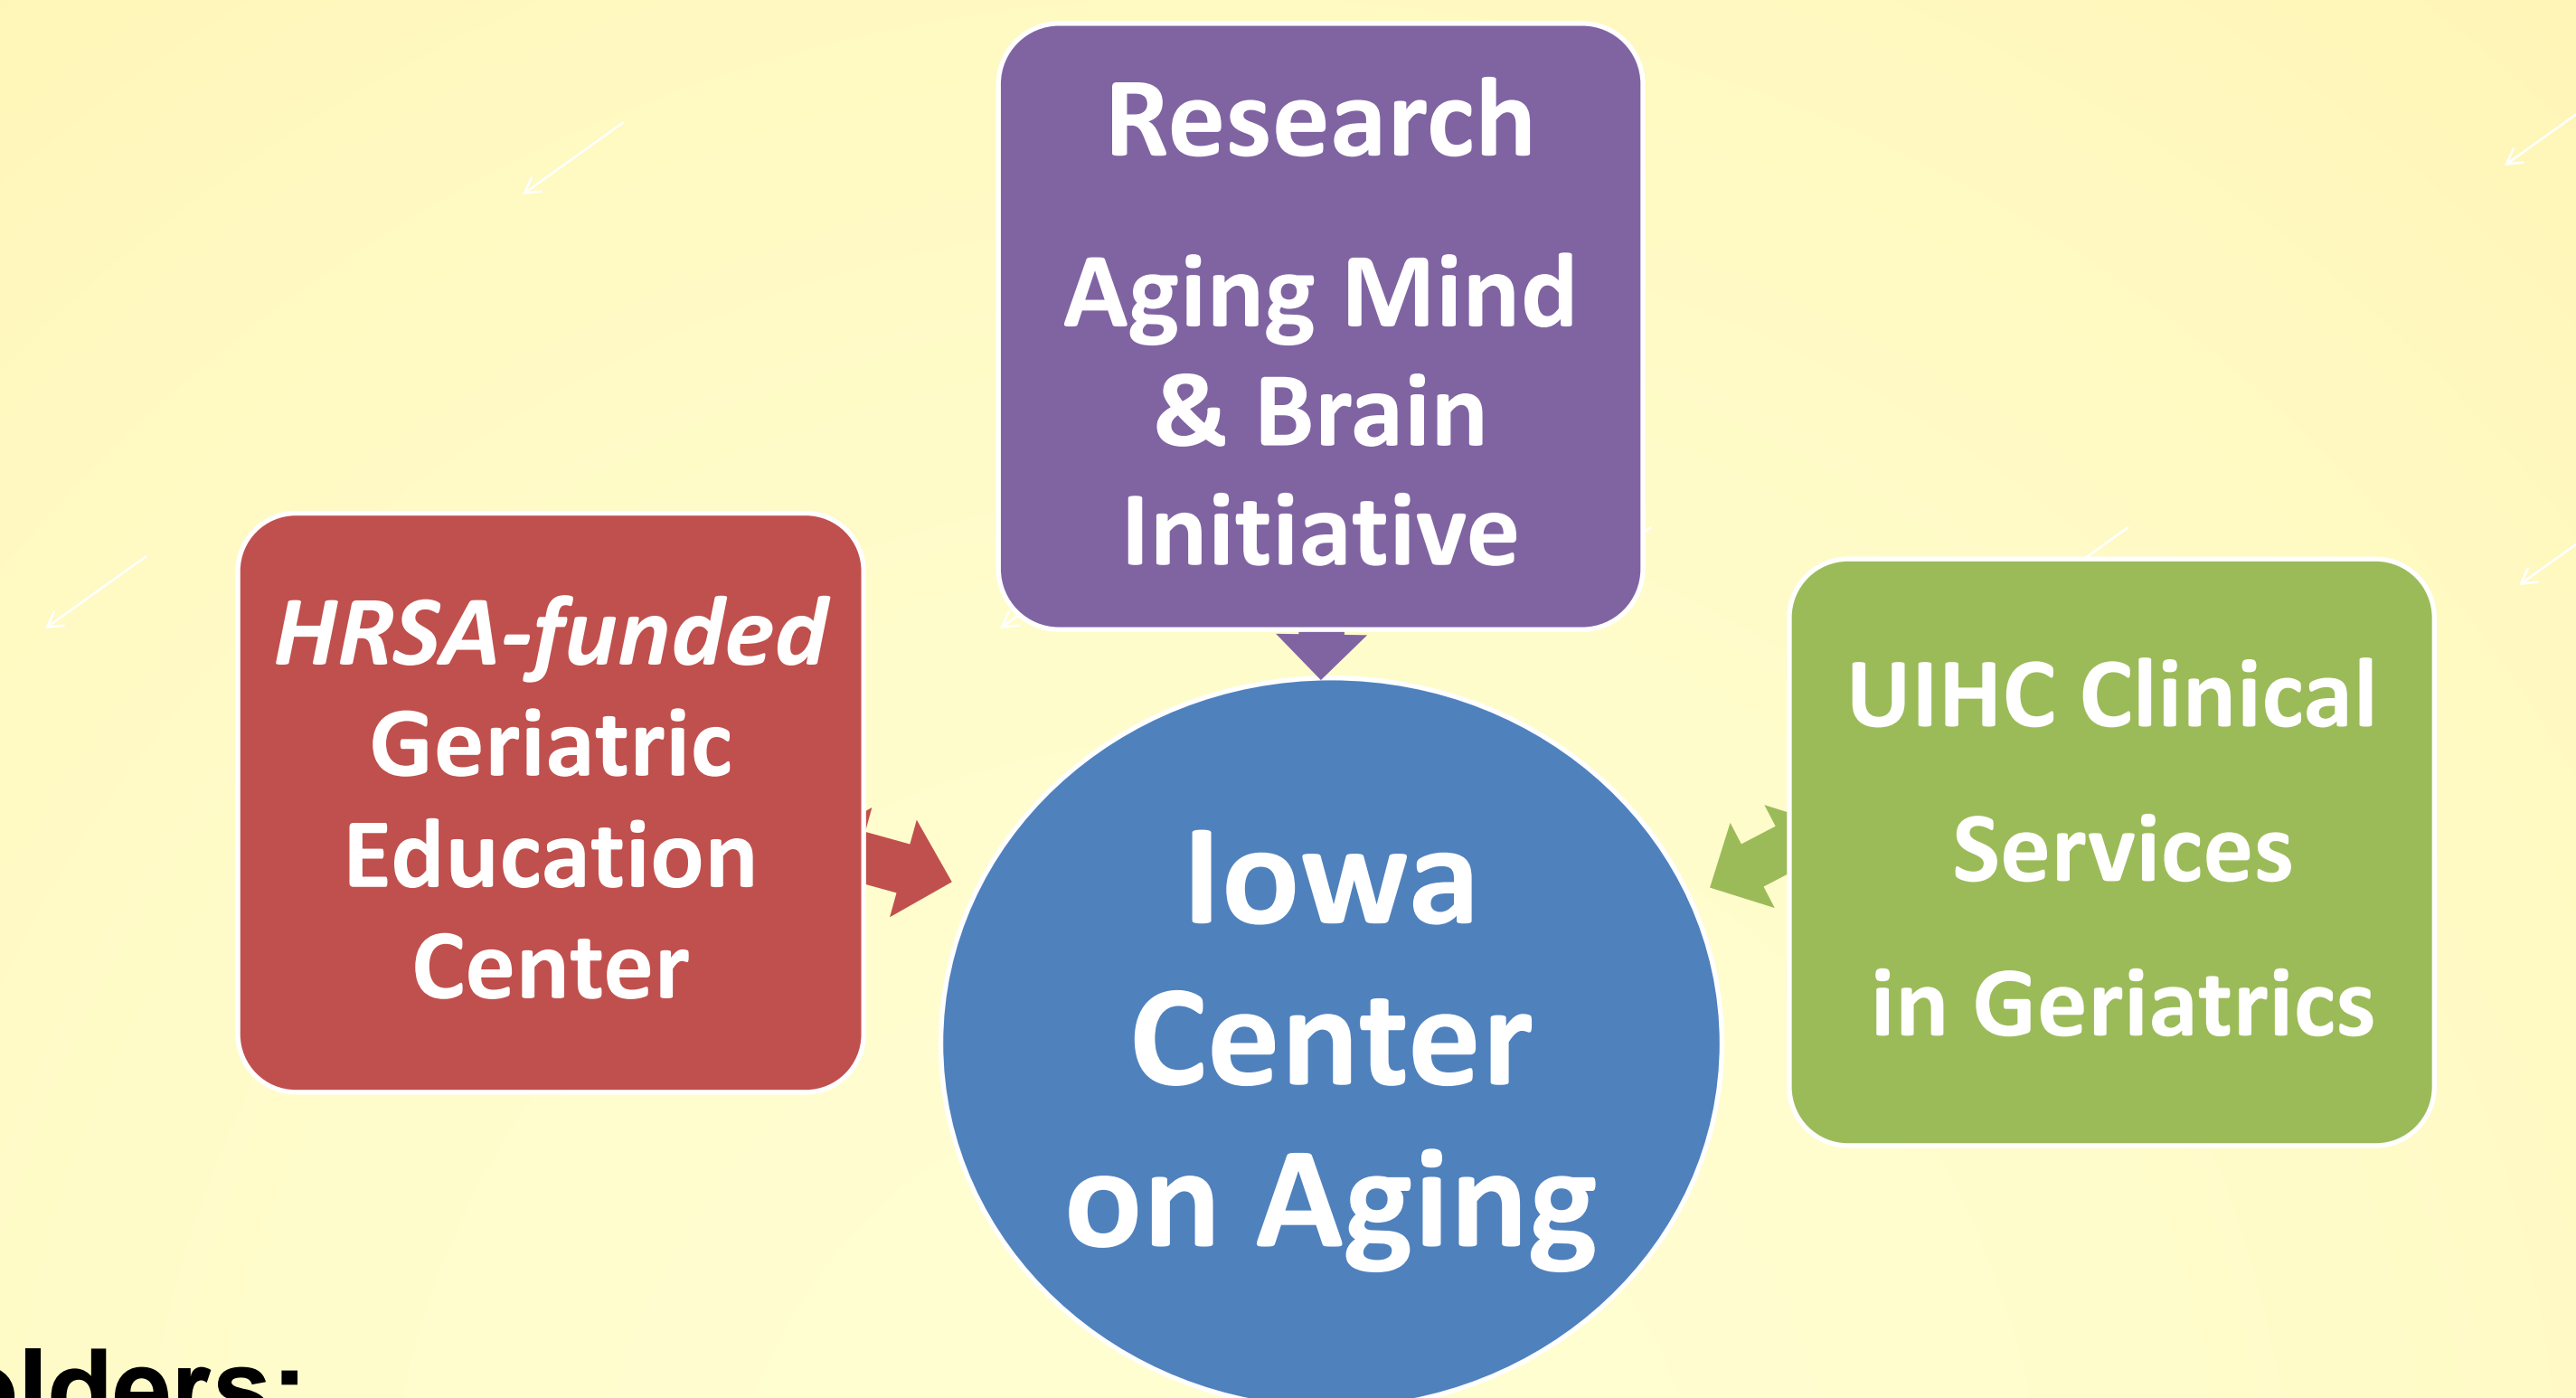 Research
Aging Mind
& Brain
Initiative
HRSA-funded
Geriatric
Education
Center
UIHC Clinical
Services
in Geriatrics
Iowa
Center
on Aging